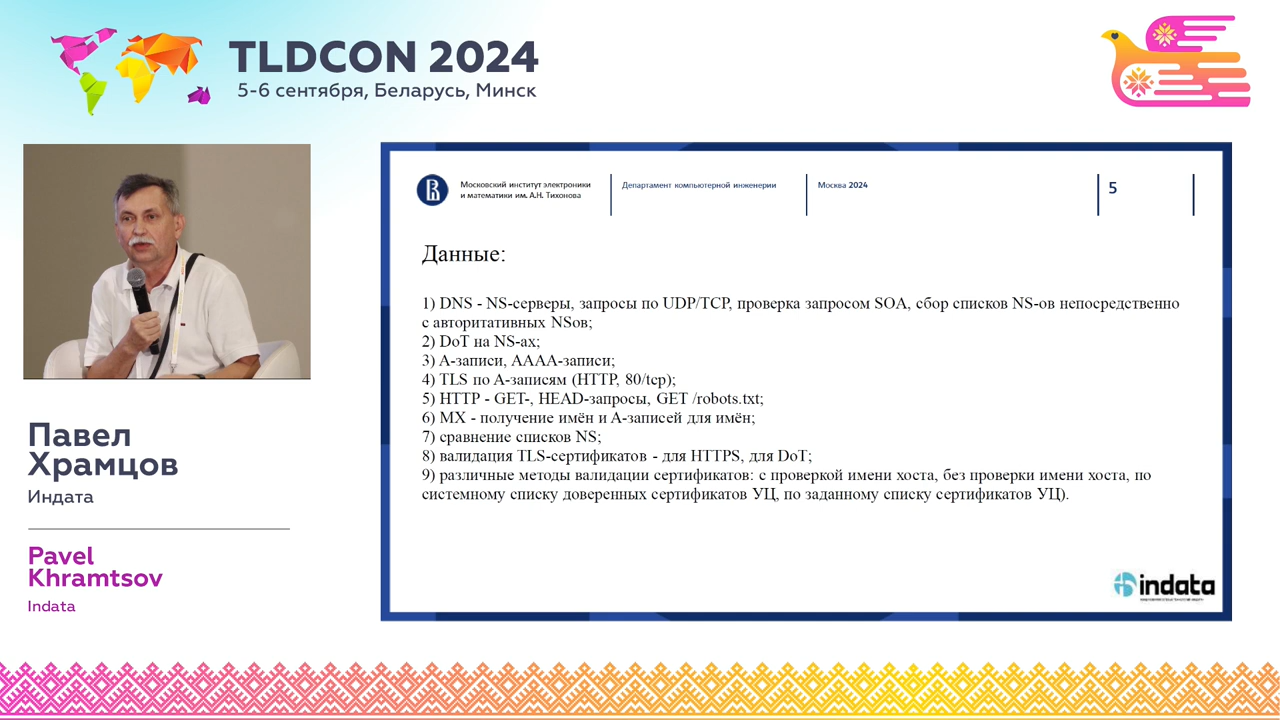 TLDCON 2024
5-6 сентября, Беларусь, Минск
Московский институт электроники
и математики им. А.Н. Тихонова
Департамент компьютерной инженерии
Москва 2024
5
Данные:
1) DNS - NS-серверы, запросы по UDP/TCP, проверка запросом SOA, сбор списков NS-ов непосредственно
с авторитативных NSов;
2) DoT на NS-ах;
3) А-записи, АААА-записи;
4) TLS по А-записям (HTTP, 80/tcp);
5) HTTP - GET-, HEAD-запросы, GET /robots.txt;
6) MX - получение имён и А-записей для имён;
7) сравнение списков NS;
8) валидация TLS-сертификатов - для HTTPS, для DoT;
9) различные методы валидации сертификатов: с проверкой имени хоста, без проверки имени хоста, по
системному списку доверенных сертификатов УЦ, по заданному списку сертификатов УЦ).
indata
Павел
Храмцов
Индата
Pavel
Khramtsov
Indata